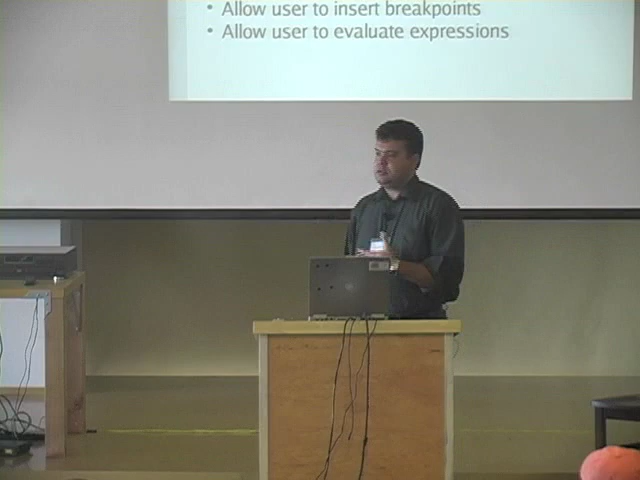 • Allow user to insert breakpoints
• Allow user to evaluate expressions